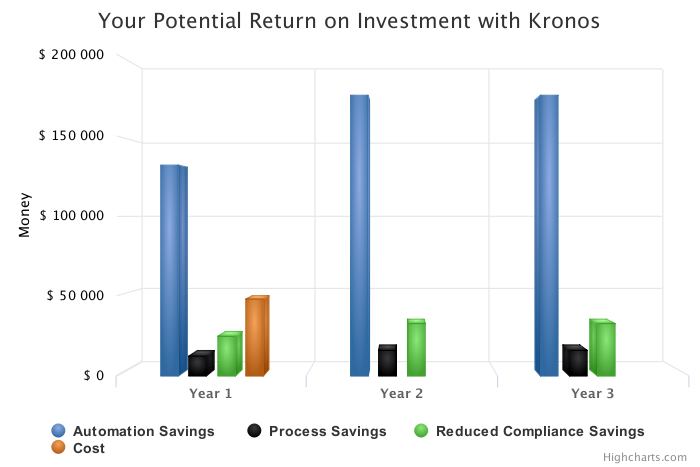 Your Potential Return on Investment with Kronos
$ 200 000
$ 150 000
$ 100 000
$ 50 000
$ 0
Money
Year 1
Year 2
Year 3
Automation Savings
Process Savings
Reduced Compliance Savings
Cost
Highcharts.com